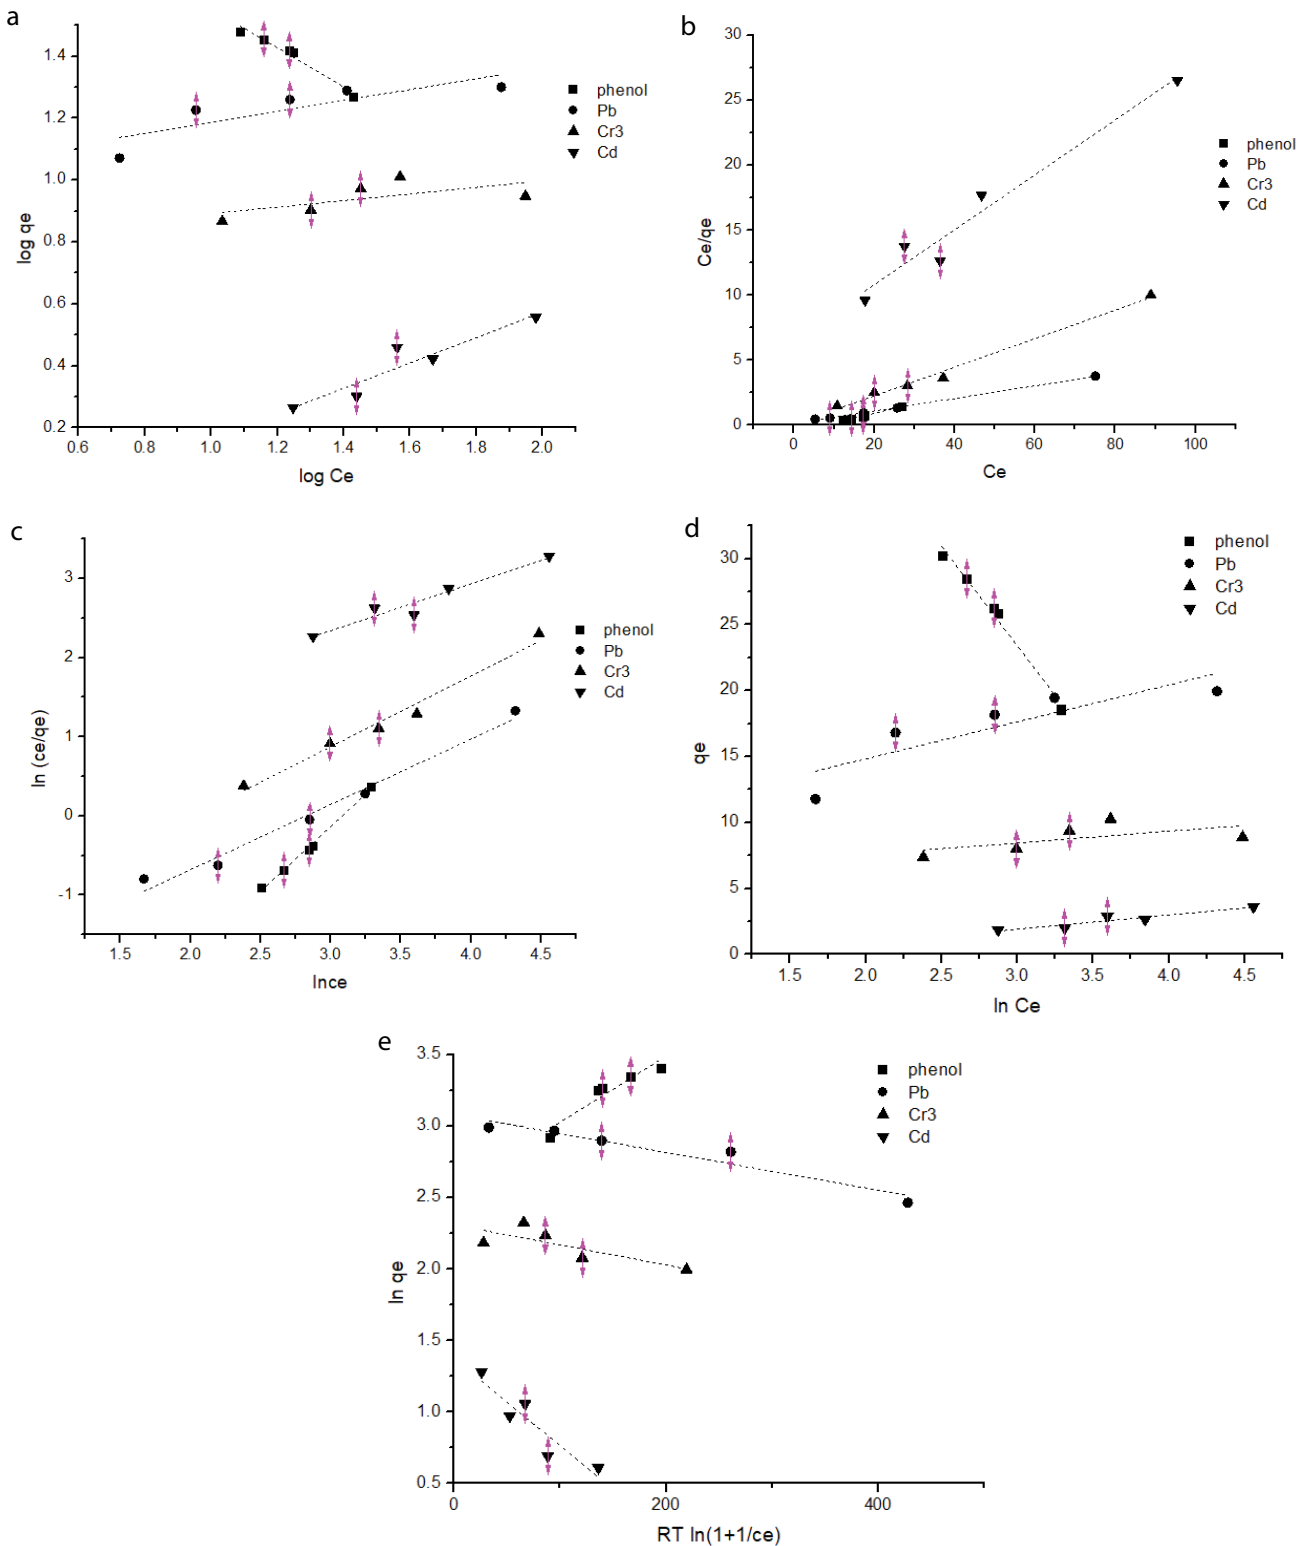 a
1.4
1.2
1.0
0.8
0.6
0.4
0.2
0.6 0.8 1.0 1.2 1.4 1.6 1.8 2.0
log qe
log Ce
phenol
Pb
Cr3
Cd
b
30
25
20
15
10
5
0
0 20 40 60 80 100
Ce/qe
Ce
phenol
Pb
Cr3
Cd
c
3
2
1
0
-1
1.5 2.0 2.5 3.0 3.5 4.0 4.5
ln (ce/qe)
lnce
phenol
Pb
Cr3
Cd
d
30
25
20
15
10
5
0
1.5 2.0 2.5 3.0 3.5 4.0 4.5
qe
ln Ce
phenol
Pb
Cr3
Cd
e
3.5
3.0
2.5
2.0
1.5
1.0
0.5
0 200 400
ln qe
RT ln(1+1/ce)
phenol
Pb
Cr3
Cd